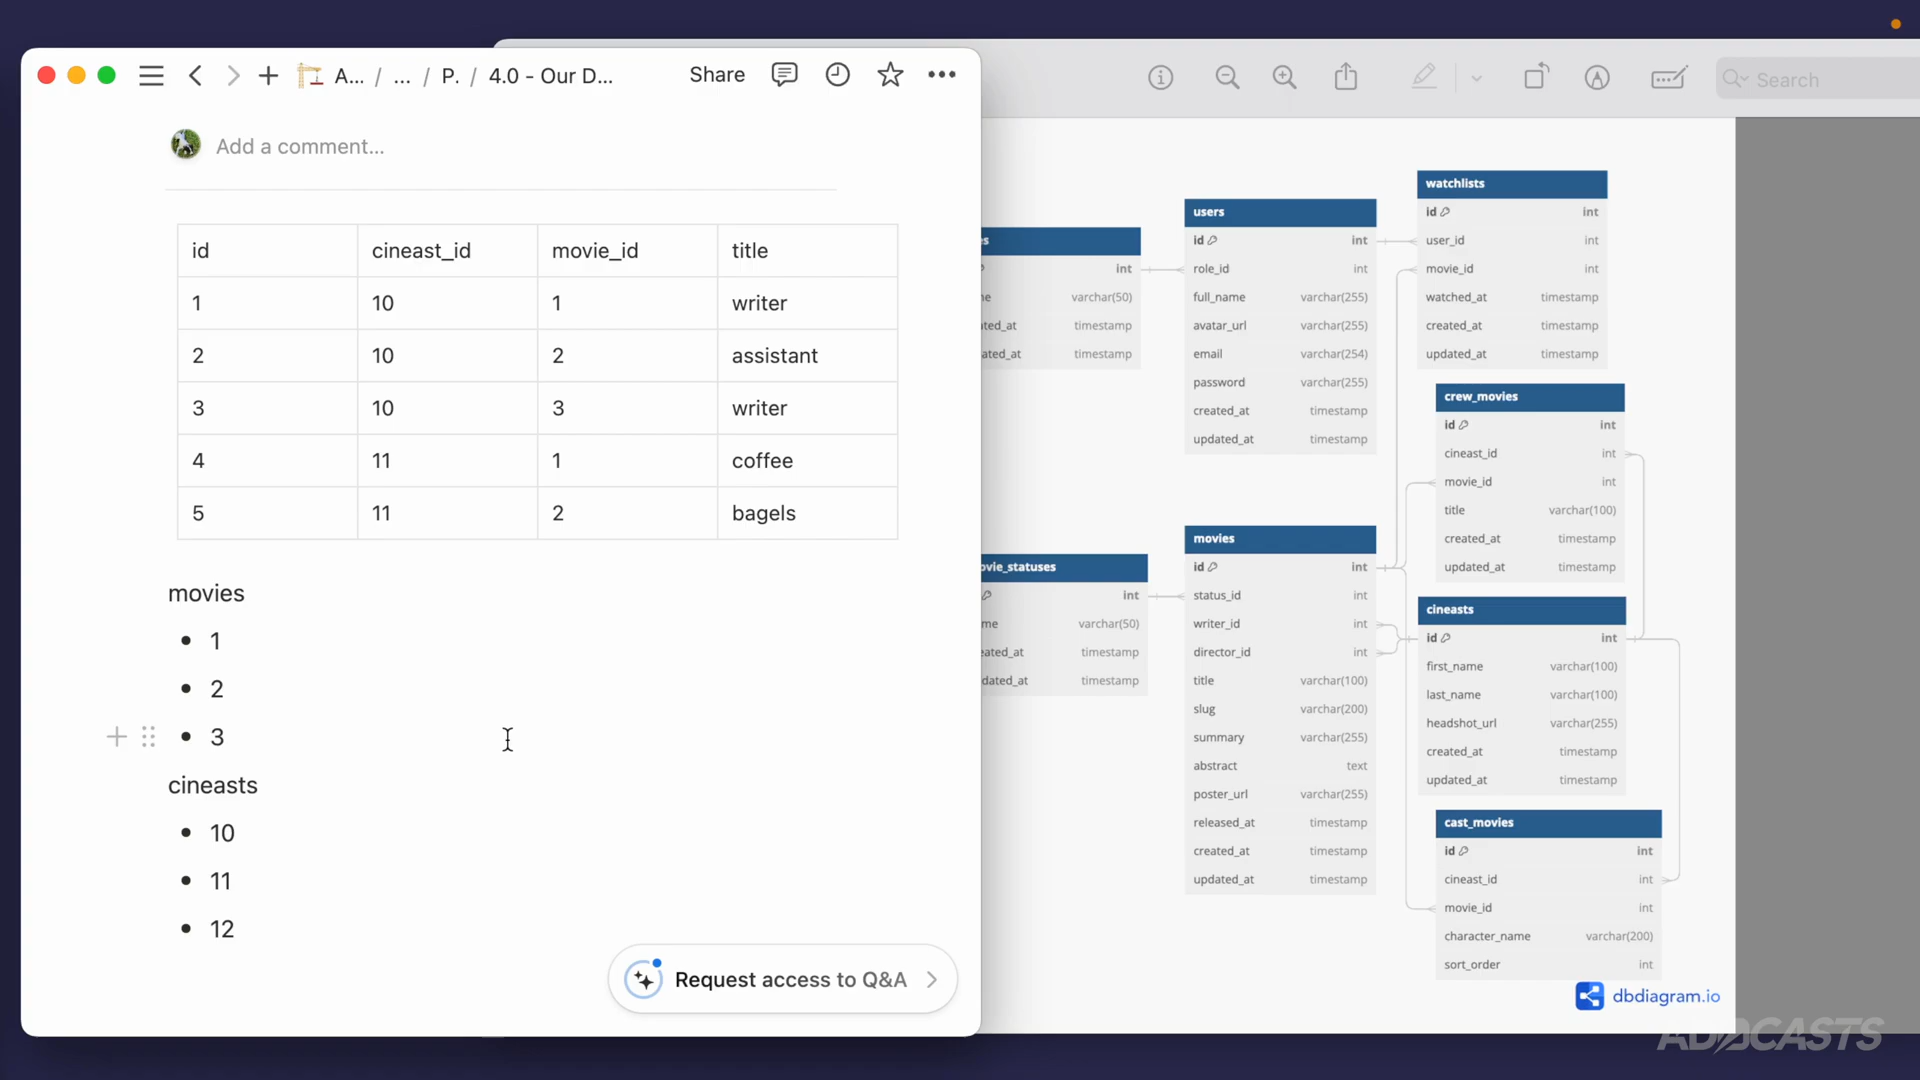 A... / ... / P. / 4.0 - Our D...
Share
Add a comment...
id cineast_id movie_id title
1 10 1 writer
2 10 2 assistant
3 10 3 writer
4 11 1 coffee
5 11 2 bagels
movies
• 1
• 2
• 3
cineasts
• 10
• 11
• 12
Request access to Q&A
Search
s
int
me varchar(50)
ated_at timestamp
ated_at timestamp
users
id int
role_id int
full_name varchar(255)
avatar_url varchar(255)
email varchar(254)
password varchar(255)
created_at timestamp
updated_at timestamp
watchlists
id int
user_id int
movie_id int
watched_at timestamp
created_at timestamp
updated_at timestamp
crew_movies
id int
cineast_id int
movie_id int
title varchar(100)
created_at timestamp
updated_at timestamp
ovie_statuses
int
me varchar(50)
eated_at timestamp
dated_at timestamp
movies
id int
status_id int
writer_id int
director_id int
title varchar(100)
slug varchar(200)
summary varchar(255)
abstract text
poster_url varchar(255)
released_at timestamp
created_at timestamp
updated_at timestamp
cineasts
id int
first_name varchar(100)
last_name varchar(100)
headshot_url varchar(255)
created_at timestamp
updated_at timestamp
cast_movies
id int
cineast_id int
movie_id int
character_name varchar(200)
sort_order int
dbdiagram.io
ADOCASTS